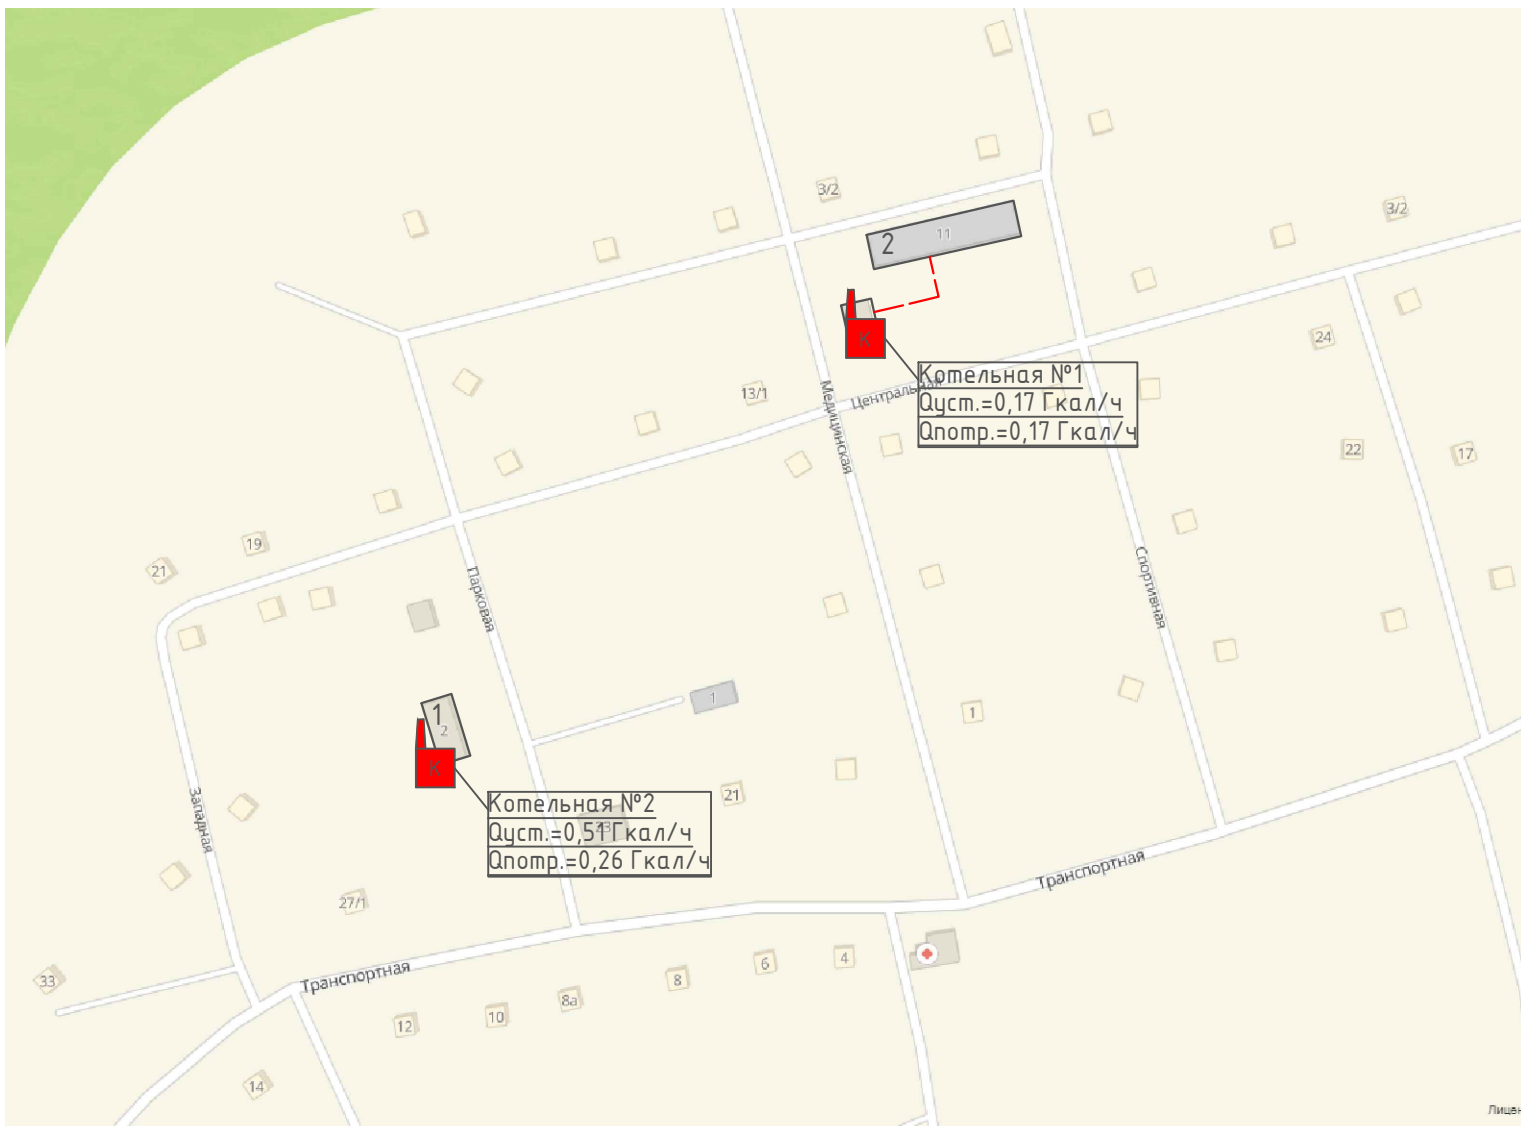 3/2
3/2
2
11
К
24
Котельная №1
Qуст.=0,17 Гкал/ч
Qпотр.=0,17 Гкал/ч
13/1
Центральная
Медицинская
22
17
19
21
Парковая
Спортивная
1
1
1
2
К
21
Западная
Котельная №2
Qуст.=0,51 Гкал/ч
Qпотр.=0,26 Гкал/ч
23
Транспортная
27/1
33
Транспортная
4
6
8
8а
10
12
14
Лицен